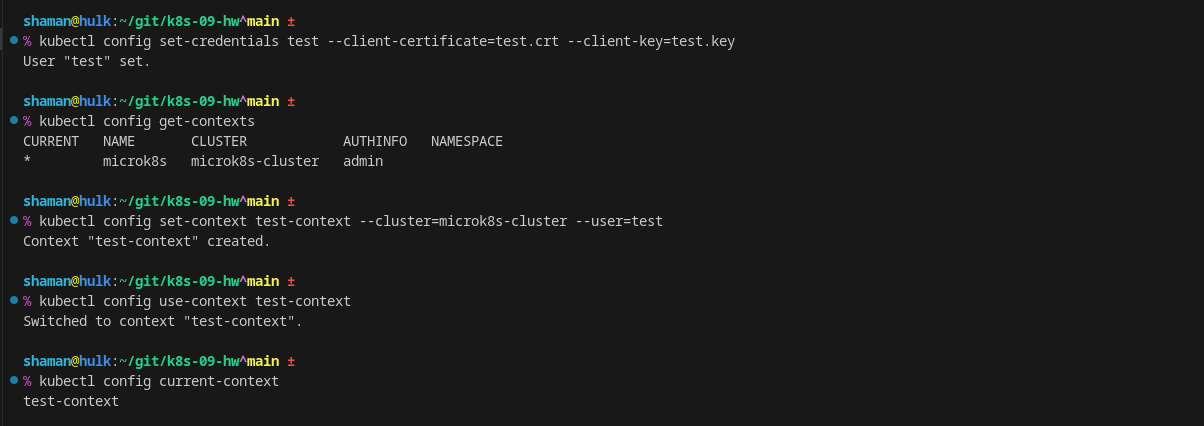 shaman@hulk:~/git/k8s-09-hw^main ±
% kubectl config set-credentials test --client-certificate=test.crt --client-key=test.key
User "test" set.
shaman@hulk:~/git/k8s-09-hw^main ±
% kubectl config get-contexts
CURRENT   NAME       CLUSTER            AUTHINFO   NAMESPACE
*         microk8s   microk8s-cluster   admin
shaman@hulk:~/git/k8s-09-hw^main ±
% kubectl config set-context test-context --cluster=microk8s-cluster --user=test
Context "test-context" created.
shaman@hulk:~/git/k8s-09-hw^main ±
% kubectl config use-context test-context
Switched to context "test-context".
shaman@hulk:~/git/k8s-09-hw^main ±
% kubectl config current-context
test-context